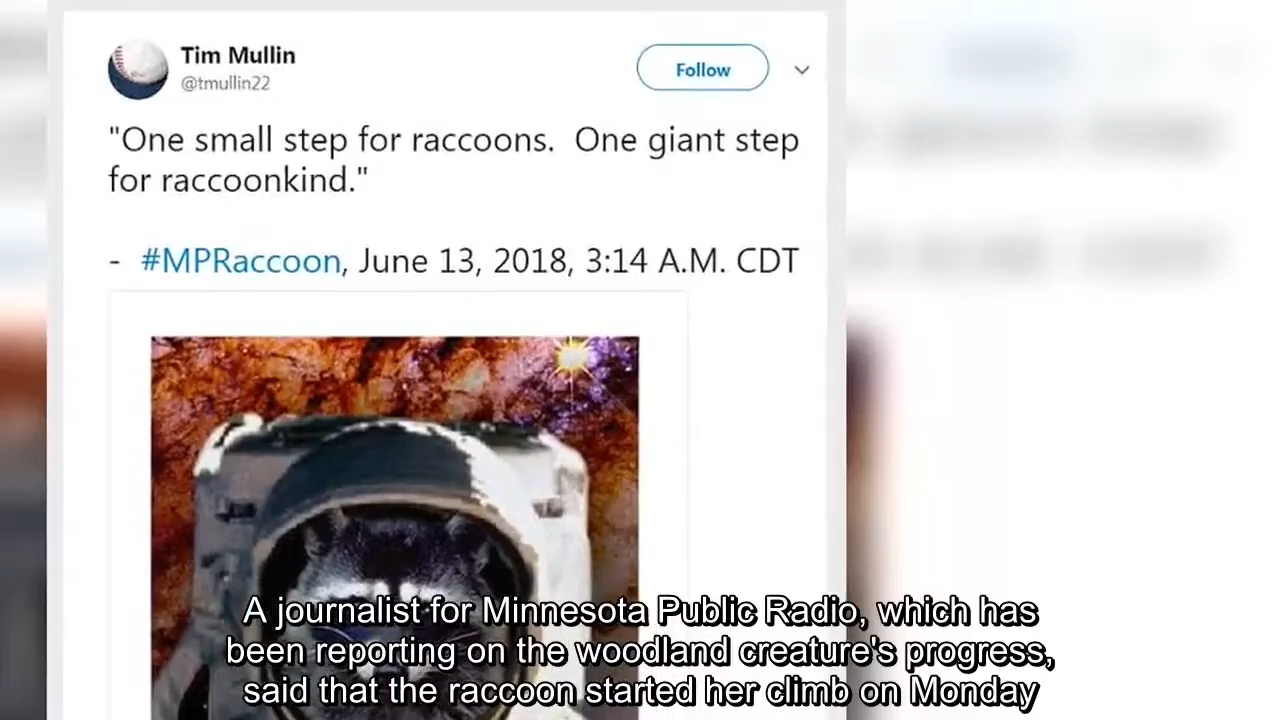 Tim Mullin
@tmullin22
Follow
"One small step for raccoons.  One giant step
for raccoonkind."
-  #MPRaccoon, June 13, 2018, 3:14 A.M. CDT
A journalist for Minnesota Public Radio, which has
been reporting on the woodland creature's progress,
said that the raccoon started her climb on Monday